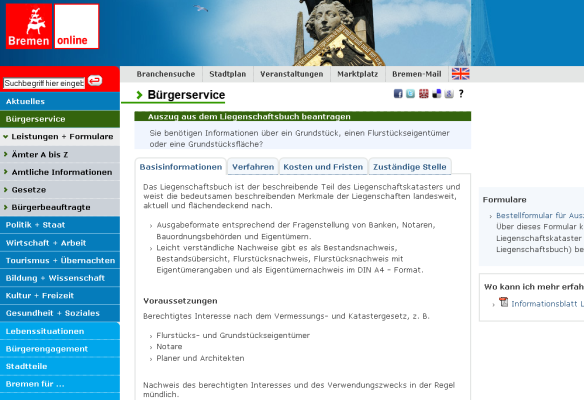 Bremen online
Branchensuche Stadtplan Veranstaltungen Marktplatz Bremen-Mail
Suchbegriff hier eingeb
Bürgerservice
?
Aktuelles
Bürgerservice
Leistungen + Formulare
Ämter A bis Z
Amtliche Informationen
Gesetze
Bürgerbeauftragte
Politik + Staat
Wirtschaft + Arbeit
Tourismus + Übernachten
Bildung + Wissenschaft
Kultur + Freizeit
Gesundheit + Soziales
Lebenssituationen
Bürgerengagement
Stadtteile
Bremen für ...
Auszug aus dem Liegenschaftsbuch beantragen
Sie benötigen Informationen über ein Grundstück, einen Flurstückseigentümer
oder eine Grundstücksfläche?
Basisinformationen Verfahren Kosten und Fristen Zuständige Stelle
Das Liegenschaftsbuch ist der beschreibende Teil des Liegenschaftskatasters und
weist die bedeutsamen beschreibenden Merkmale der Liegenschaften landesweit,
aktuell und flächendeckend nach.
Ausgabeformate entsprechend der Fragenstellung von Banken, Notaren,
Bauordnungsbehörden und Eigentümern.
Leicht verständliche Nachweise gibt es als Bestandsnachweis,
Bestandsübersicht, Flurstücksnachweis, Flurstücksnachweis mit
Eigentümerangaben und als Eigentümernachweis im DIN A4 - Format.
Voraussetzungen
Berechtigtes Interesse nach dem Vermessungs- und Katastergesetz, z. B.
Flurstücks- und Grundstückseigentümer
Notare
Planer und Architekten
Nachweis des berechtigten Interesses und des Verwendungszwecks in der Regel
mündlich.
Formulare
Bestellformular für Ausz
Über dieses Formular k
Liegenschaftskataster
Liegenschaftsbuch) be
Wo kann ich mehr erfah
Informationsblatt L